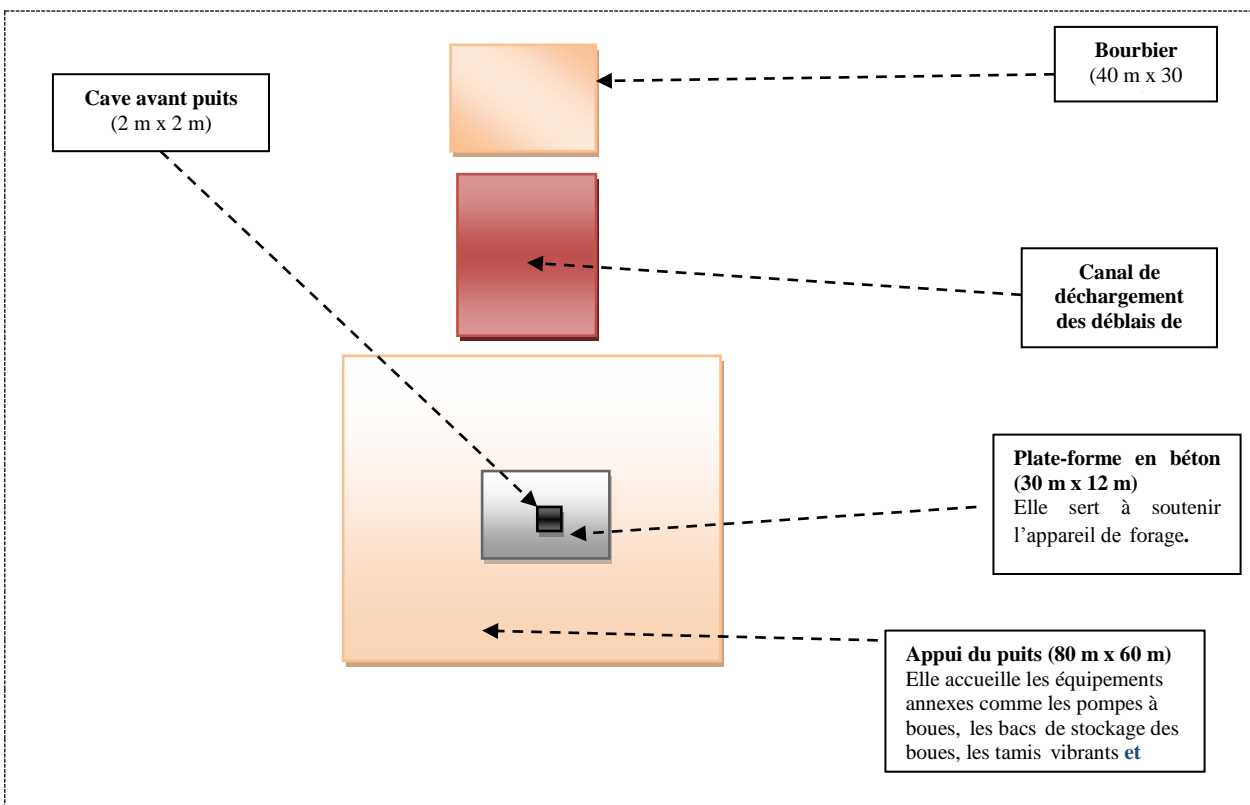 Bourbier
(40 m x 30
Cave avant puits
(2 m x 2 m)
Canal de
déchargement
des déblais de
Plate-forme en béton
(30 m x 12 m)
Elle sert à soutenir
l’appareil de forage.
Appui du puits (80 m x 60 m)
Elle accueille les équipements
annexes comme les pompes à
boues, les bacs de stockage des
boues, les tamis vibrants et